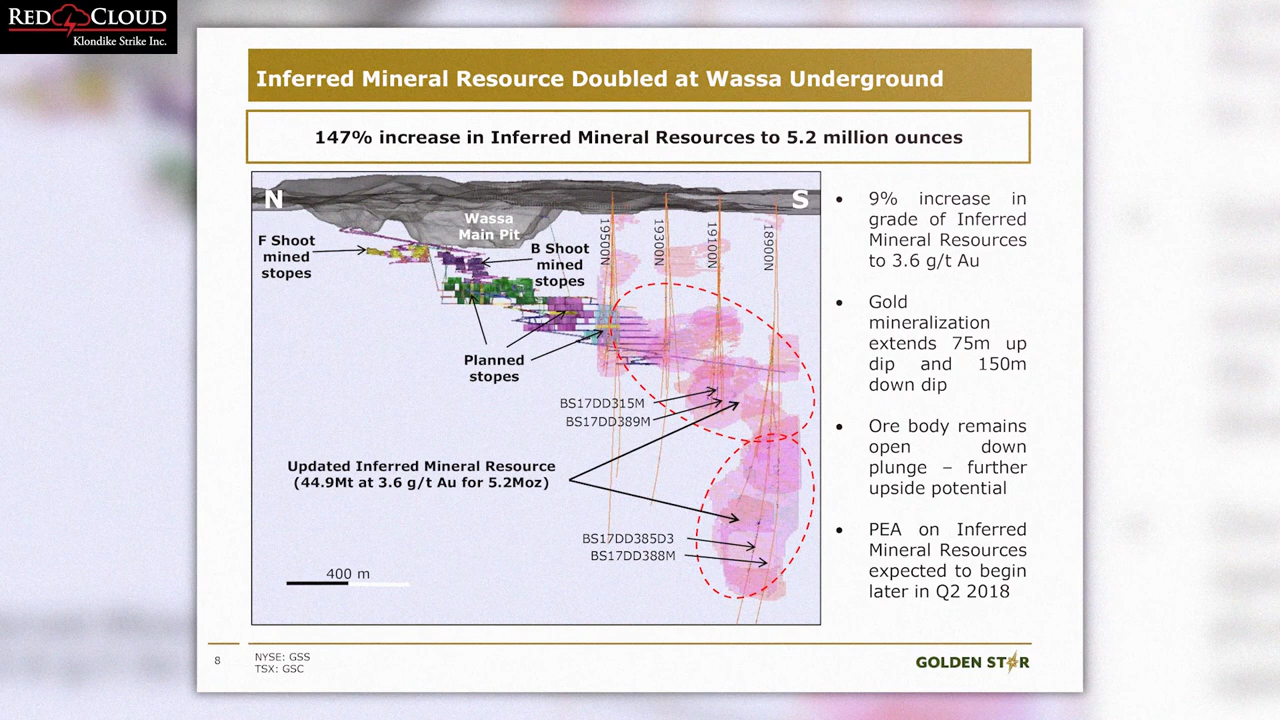 RED CLOUD
Klondike Strike Inc.
Inferred Mineral Resource Doubled at Wassa Underground
147% increase in Inferred Mineral Resources to 5.2 million ounces
N
S
Wassa
Main Pit
F Shoot
mined
stopes
B Shoot
mined
stopes
19500N
19300N
19100N
18900N
Planned
stopes
BS17DD315M
BS17DD389M
Updated Inferred Mineral Resource
(44.9Mt at 3.6 g/t Au for 5.2Moz)
BS17DD385D3
BS17DD388M
400 m
• 9% increase in
grade of Inferred
Mineral Resources
to 3.6 g/t Au
• Gold
mineralization
extends 75m up
dip and 150m
down dip
• Ore body remains
open down
plunge – further
upside potential
• PEA on Inferred
Mineral Resources
expected to begin
later in Q2 2018
8
NYSE: GSS
TSX: GSC
GOLDEN STAR